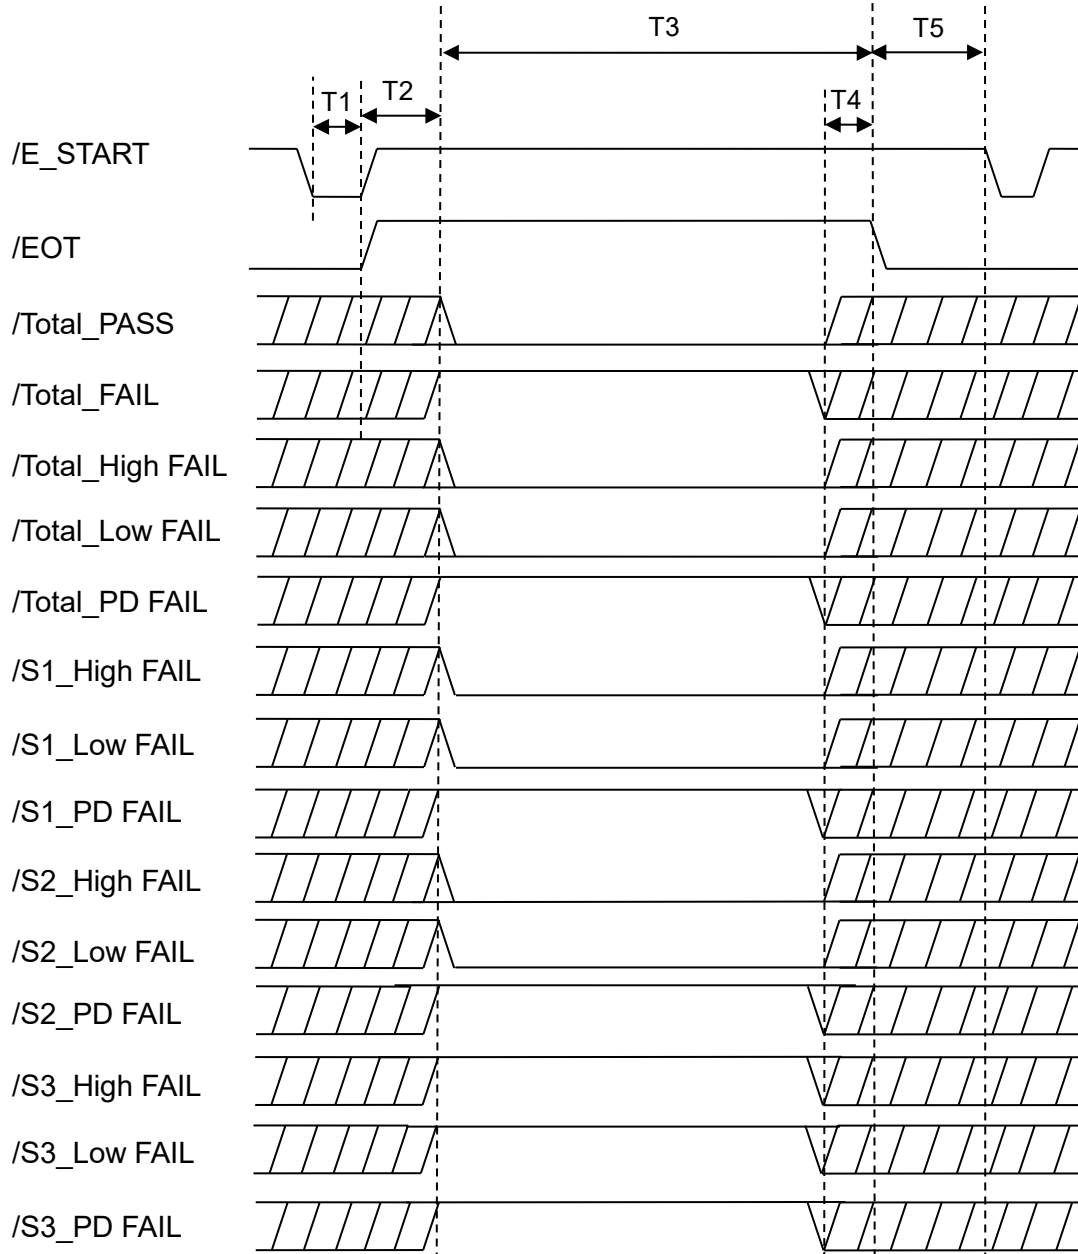 T3
T5
T1
T2
T4
/E_START
/EOT
/Total_PASS
/Total_FAIL
/Total_High FAIL
/Total_Low FAIL
/Total_PD FAIL
/S1_High FAIL
/S1_Low FAIL
/S1_PD FAIL
/S2_High FAIL
/S2_Low FAIL
/S2_PD FAIL
/S3_High FAIL
/S3_Low FAIL
/S3_PD FAIL